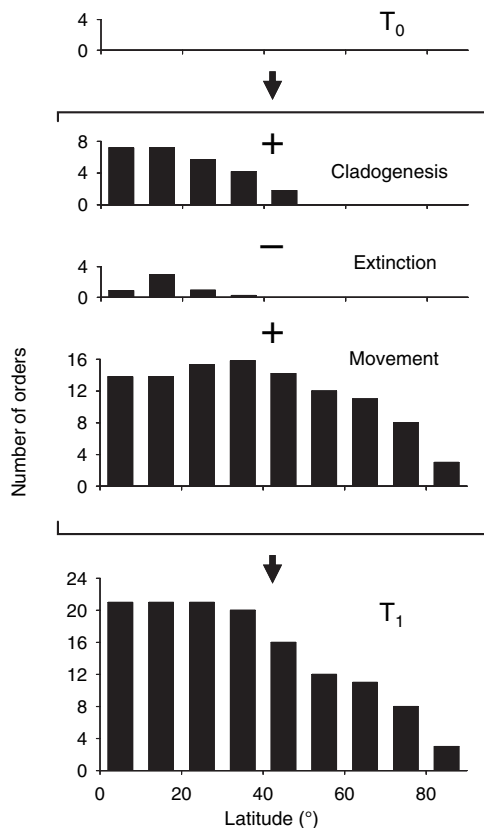 4
0
T0
+
8
4
0
Cladogenesis
−
4
0
Extinction
+
16
12
8
4
0
Movement
Number of orders
24
20
16
12
8
4
0
T1
0 20 40 60 80
Latitude (°)